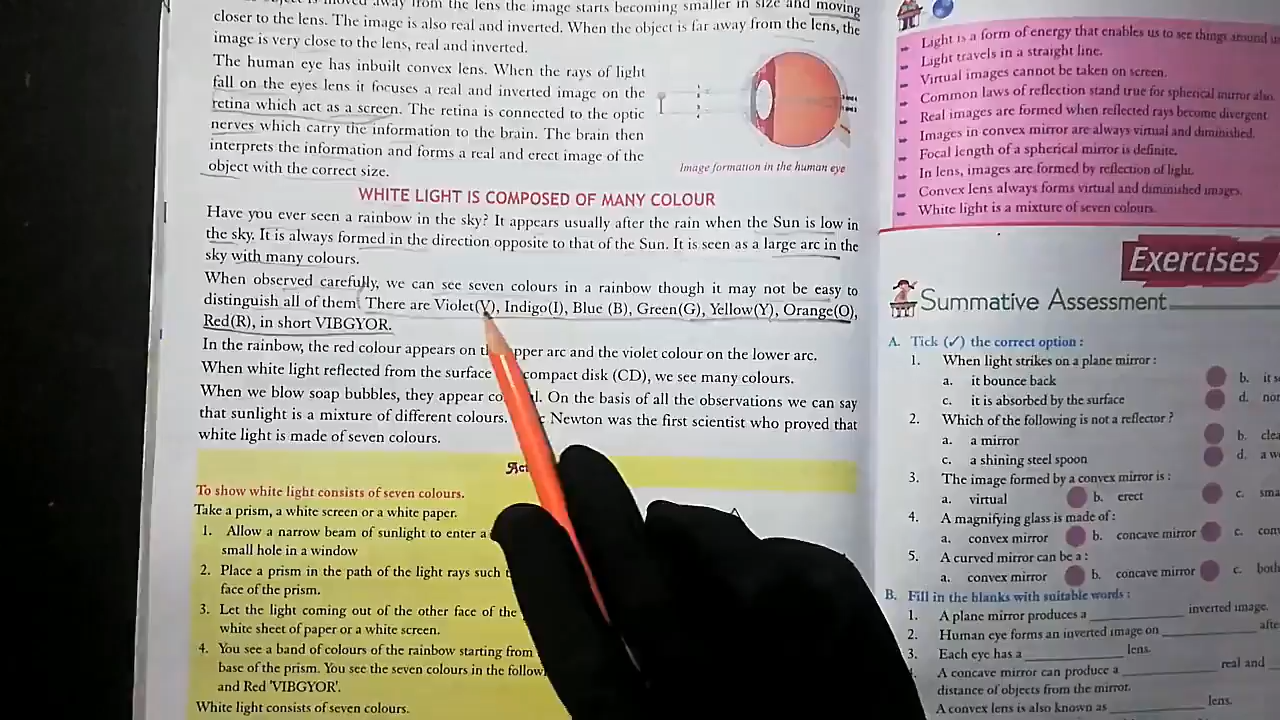 object is moved away from the lens the image starts becoming smaller in size and moving
closer to the lens. The image is also real and inverted. When the object is far away from the lens, the
image is very close to the lens, real and inverted.
The human eye has inbuilt convex lens. When the rays of light
fall on the eyes lens it focuses a real and inverted image on the
retina which act as a screen. The retina is connected to the optic
nerves which carry the information to the brain. The brain then
interprets the information and forms a real and erect image of the
object with the correct size.
Image formation in the human eye
WHITE LIGHT IS COMPOSED OF MANY COLOUR
Have you ever seen a rainbow in the sky? It appears usually after the rain when the Sun is low in
the sky. It is always formed in the direction opposite to that of the Sun. It is seen as a large arc in the
sky with many colours.
When observed carefully, we can see seven colours in a rainbow though it may not be easy to
distinguish all of them. There are Violet(V), Indigo(I), Blue (B), Green(G), Yellow(Y), Orange(O),
Red(R), in short VIBGYOR.
In the rainbow, the red colour appears on upper arc and the violet colour on the lower arc.
When white light reflected from the surface compact disk (CD), we see many colours.
When we blow soap bubbles, they appear On the basis of all the observations we can say
that sunlight is a mixture of different colours. Newton was the first scientist who proved that
white light is made of seven colours.
To show white light consists of seven colours.
Take a prism, a white screen or a white paper.
1. Allow a narrow beam of sunlight to enter a
small hole in a window
2. Place a prism in the path of the light rays such
face of the prism.
3. Let the light coming out of the other face of the
white sheet of paper or a white screen.
4. You see a band of colours of the rainbow starting from
base of the prism. You see the seven colours in the
and Red 'VIBGYOR'.
White light consists of seven colours.
Light is a form of energy that enables us to see things around
Light travels in a straight line.
Virtual images cannot be taken on screen.
Common laws of reflection stand true for spherical mirror also.
Real images are formed when reflected rays become divergent.
Images in convex mirror are always virtual and diminished.
Focal length of a spherical mirror is definite.
In lens, images are formed by reflection of light.
Convex lens always forms virtual and diminished images.
White light is a mixture of seven colours.
Exercises
Summative Assessment
A. Tick (✓) the correct option :
1. When light strikes on a plane mirror :
a. it bounce back b. it
c. it is absorbed by the surface d.
2. Which of the following is not a reflector ?
a. a mirror b.
c. a shining steel spoon d. a
3. The image formed by a convex mirror is :
a. virtual b. erect c.
4. A magnifying glass is made of :
a. convex mirror b. concave mirror c.
5. A curved mirror can be a :
a. convex mirror b. concave mirror c. both
B. Fill in the blanks with suitable words :
1. A plane mirror produces a ____________ inverted image.
2. Human eye forms an inverted image on ____________
3. Each eye has a ____________ lens.
4. A concave mirror can produce a ____________ real and
distance of objects from the mirror.
A convex lens is also known as ____________ lens.